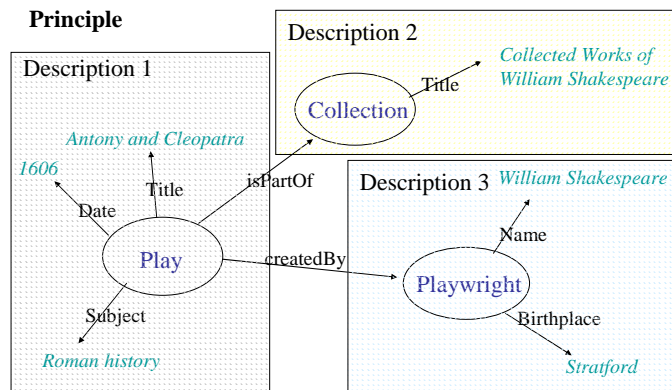 Principle
Description 1
Antony and Cleopatra
1606
Title
Date
Play
Subject
Roman history
isPartOf
createdBy
Description 2
Collected Works of
William Shakespeare
Title
Collection
Description 3
William Shakespeare
Name
Playwright
Birthplace
Stratford